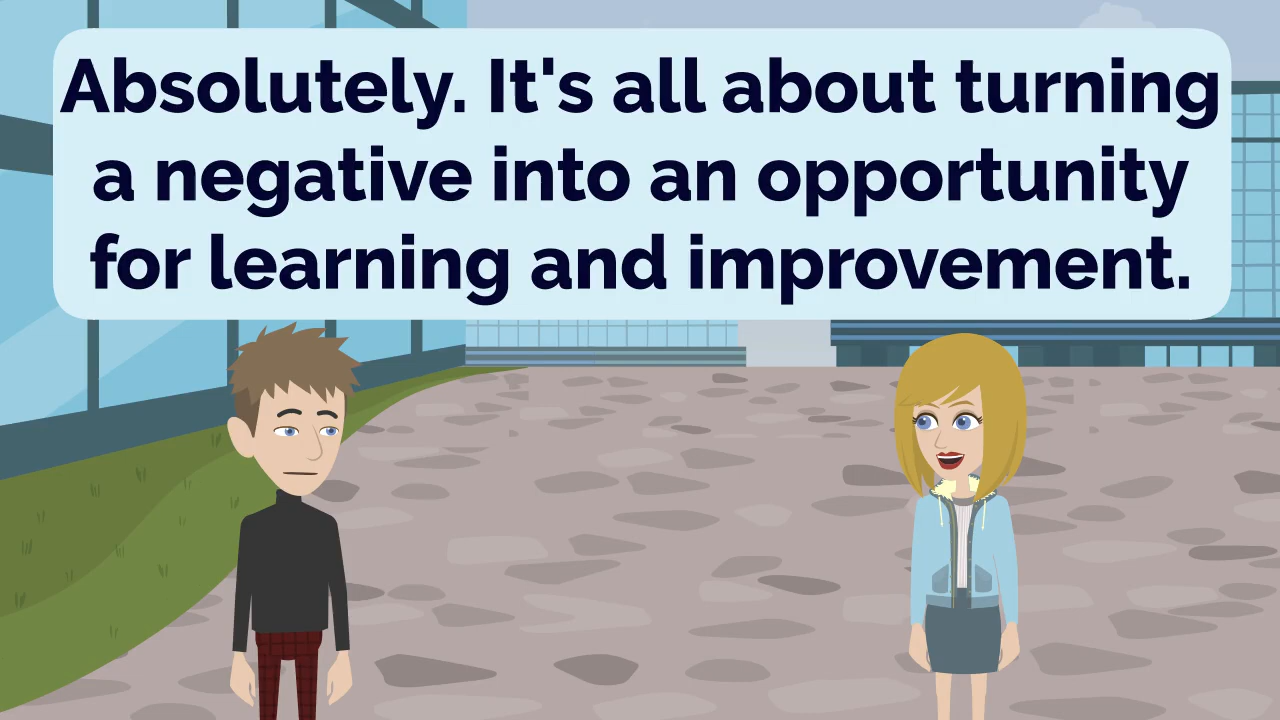 Absolutely. It's all about turning
a negative into an opportunity
for learning and improvement.